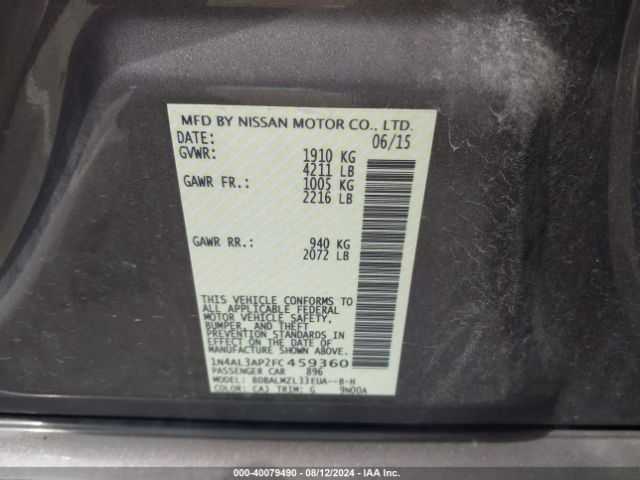 MFD BY NISSAN MOTOR CO., LTD.
DATE: 06/15
GVWR: 1910 KG
4211 LB
GAWR FR.: 1005 KG
2216 LB
GAWR RR.: 940 KG
2072 LB
THIS VEHICLE CONFORMS TO
ALL APPLICABLE FEDERAL
MOTOR VEHICLE SAFETY,
BUMPER, AND THEFT
PREVENTION STANDARDS IN
EFFECT ON THE DATE OF
MANUFACTURE SHOWN ABOVE.
1N4AL3AP2FC459360
PASSENGER CAR 896
MODEL: BDBALMZL33EUA--B-H
COLOR: CAJ TRIM: G 9N00A
000-40079490 - 08/12/2024 - IAA Inc.